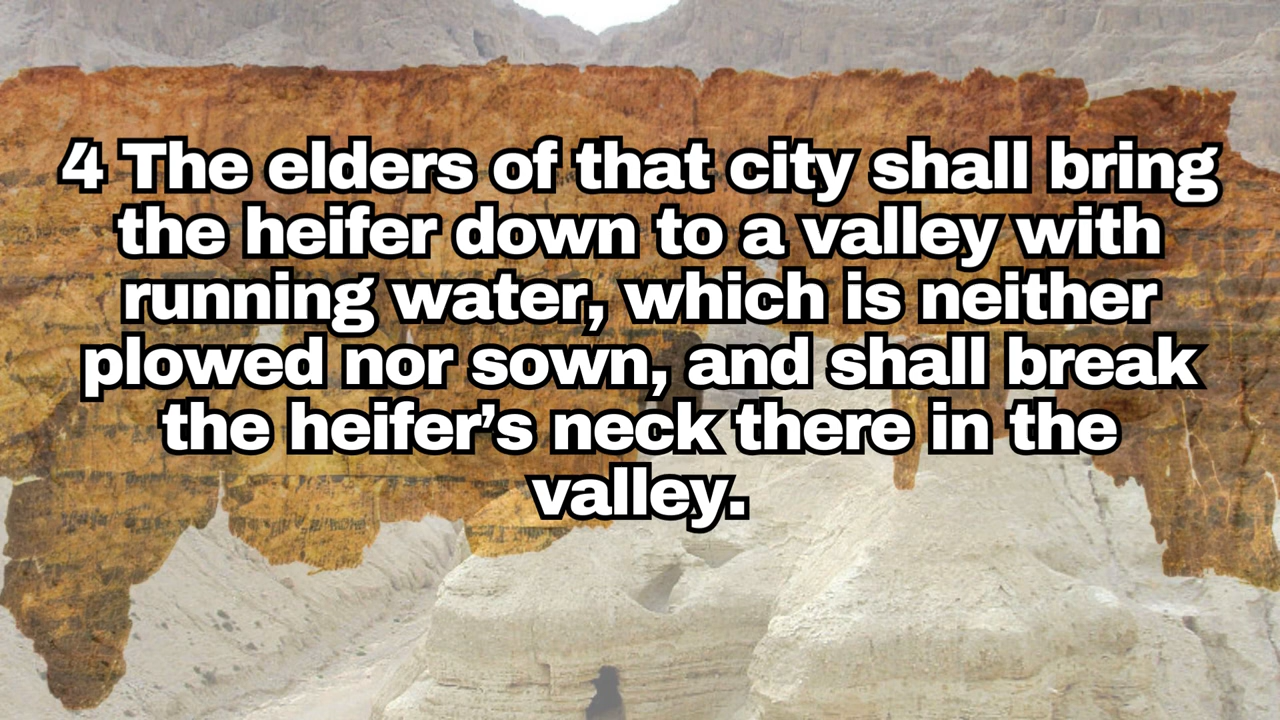 4 The elders of that city shall bring
the heifer down to a valley with
running water, which is neither
plowed nor sown, and shall break
the heifer’s neck there in the
valley.